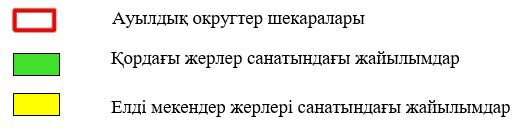 Ауылдық округтер шекаралары
Қордағы жерлер санатындағы жайылымдар
Елді мекендер жерлері санатындағы жайылымдар